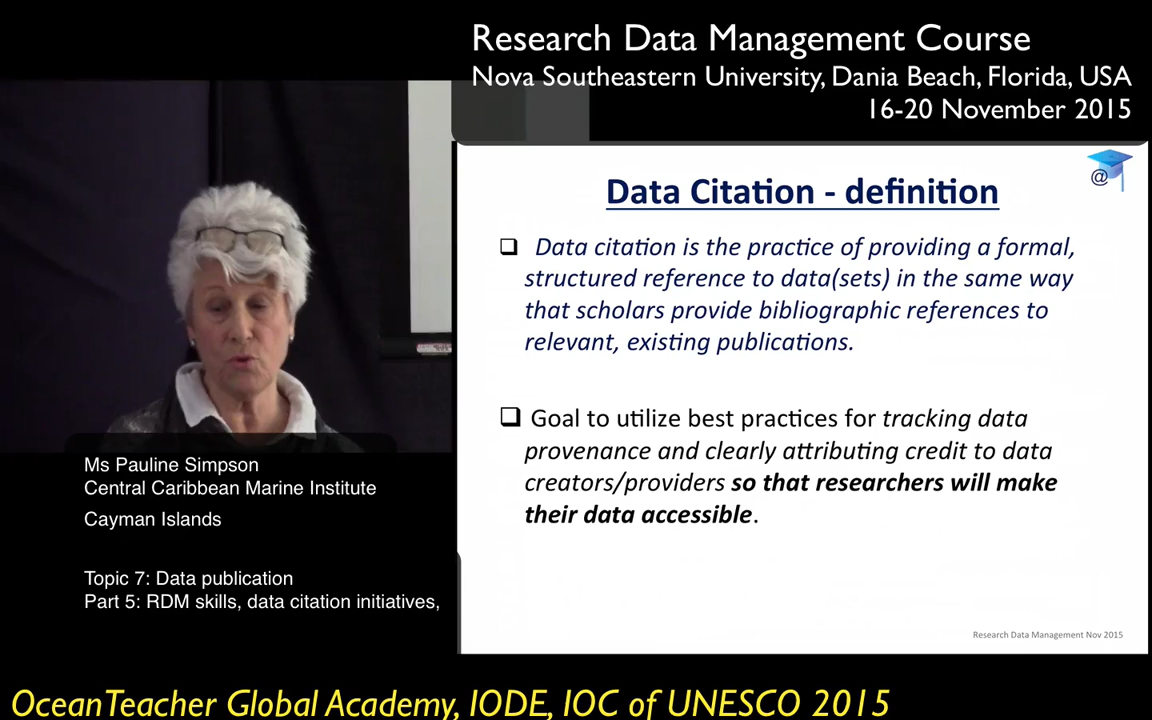 Research Data Management Course
Nova Southeastern University, Dania Beach, Florida, USA
16-20 November 2015
@
Data Citation - definition
Data citation is the practice of providing a formal,
structured reference to data(sets) in the same way
that scholars provide bibliographic references to
relevant, existing publications.
Goal to utilize best practices for tracking data
provenance and clearly attributing credit to data
creators/providers so that researchers will make
their data accessible.
Research Data Management Nov 2015
Ms Pauline Simpson
Central Caribbean Marine Institute
Cayman Islands
Topic 7: Data publication
Part 5: RDM skills, data citation initiatives,
OceanTeacher Global Academy, IODE, IOC of UNESCO 2015